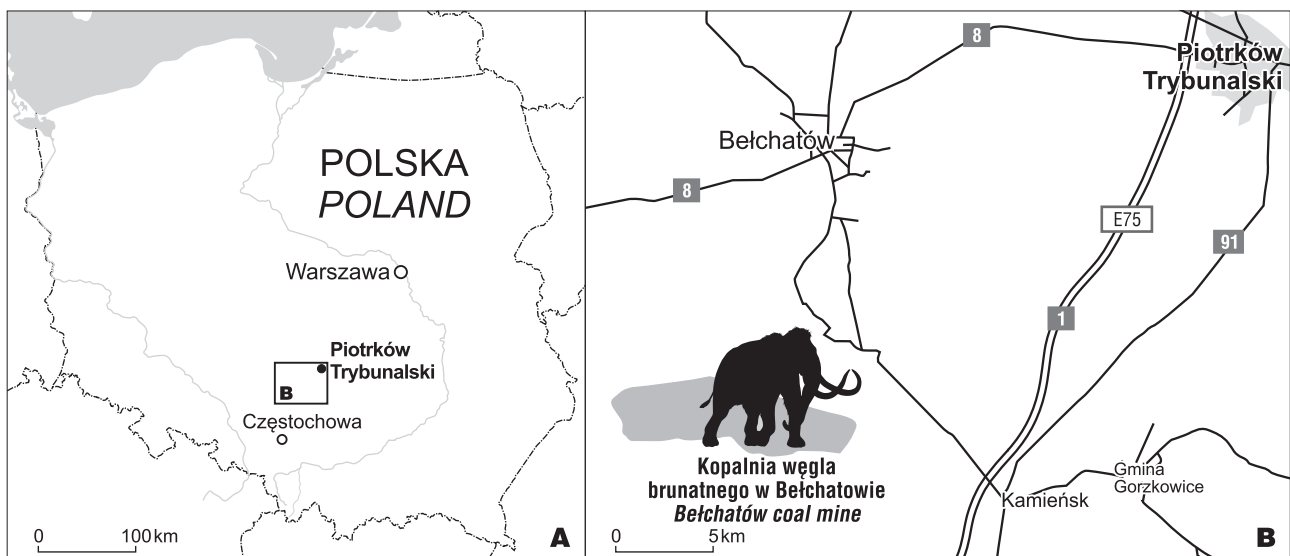 POLSKA
POLAND
Warszawa
Piotrków
Trybunalski
B
Częstochowa
0 100 km
A
8
Piotrków
Trybunalski
Bełchatów
8
E75
91
1
Kopalnia węgla
brunatnego w Bełchatowie
Bełchatów coal mine
Gmina
Gorzkowice
Kamieńsk
0 5 km
B